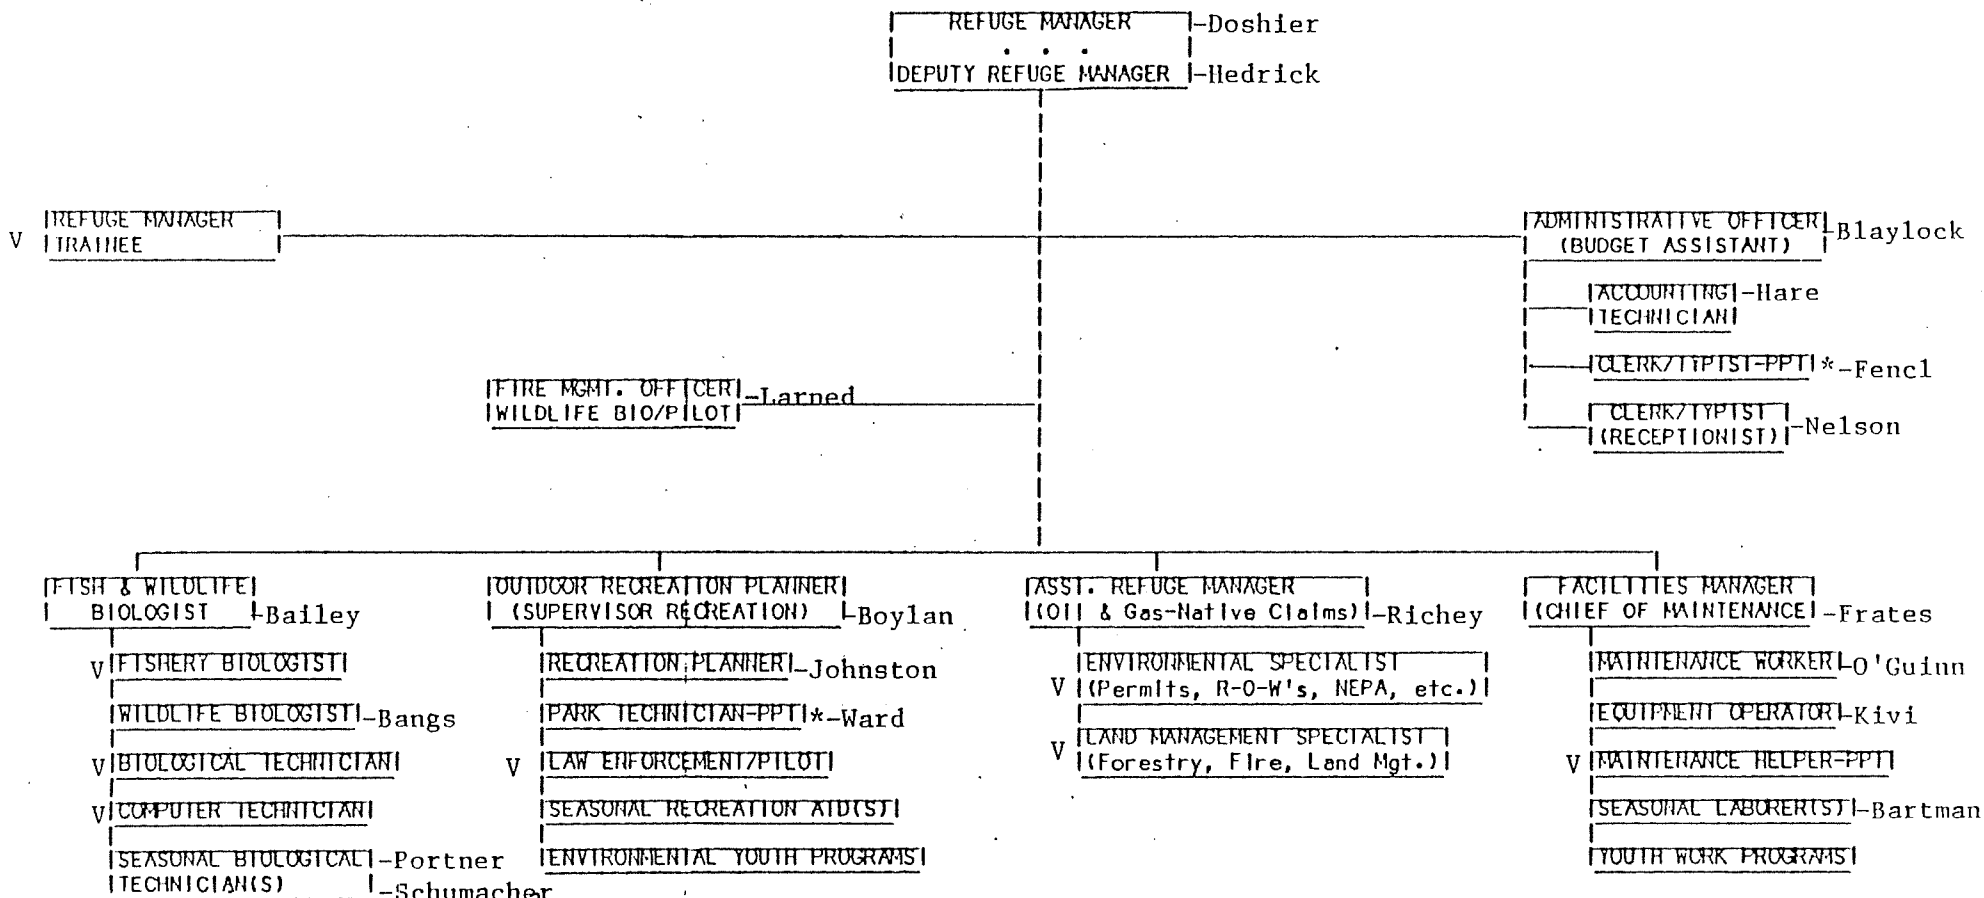 REFUGE MANAGER -Doshier
. . .
DEPUTY REFUGE MANAGER -Hedrick
V REFUGE MANAGER
TRAINEE
ADMINISTRATIVE OFFICER -Blaylock
(BUDGET ASSISTANT)
ACCOUNTING -Hare
TECHNICIAN
CLERK/TYPIST-PPT *-Fencl
CLERK/TYPIST
(RECEPTIONIST) -Nelson
FIRE MGMT. OFFICER -Larned
WILDLIFE BIO/PILOT
FISH & WILDLIFE
BIOLOGIST -Bailey
V FISHERY BIOLOGIST
WILDLIFE BIOLOGIST -Bangs
V BIOLOGICAL TECHNICIAN
V COMPUTER TECHNICIAN
SEASONAL BIOLOGICAL -Portner
TECHNICIAN(S) -Schumacher
OUTDOOR RECREATION PLANNER
(SUPERVISOR RECREATION) -Boylan
RECREATION PLANNER -Johnston
PARK TECHNICIAN-PPT *-Ward
V LAW ENFORCEMENT/PILOT
SEASONAL RECREATION AID(S)
ENVIRONMENTAL YOUTH PROGRAMS
ASST. REFUGE MANAGER
(Oil & Gas-Native Claims) -Richey
ENVIRONMENTAL SPECIALIST
V (Permits, R-O-W's, NEPA, etc.)
LAND MANAGEMENT SPECIALIST
V (Forestry, Fire, Land Mgt.)
FACILITIES MANAGER
(CHIEF OF MAINTENANCE -Frates
MAINTENANCE WORKER -O'Guinn
EQUIPMENT OPERATOR -Kivi
V MAINTENANCE HELPER-PPT
SEASONAL LABORER(S) -Bartman
YOUTH WORK PROGRAMS